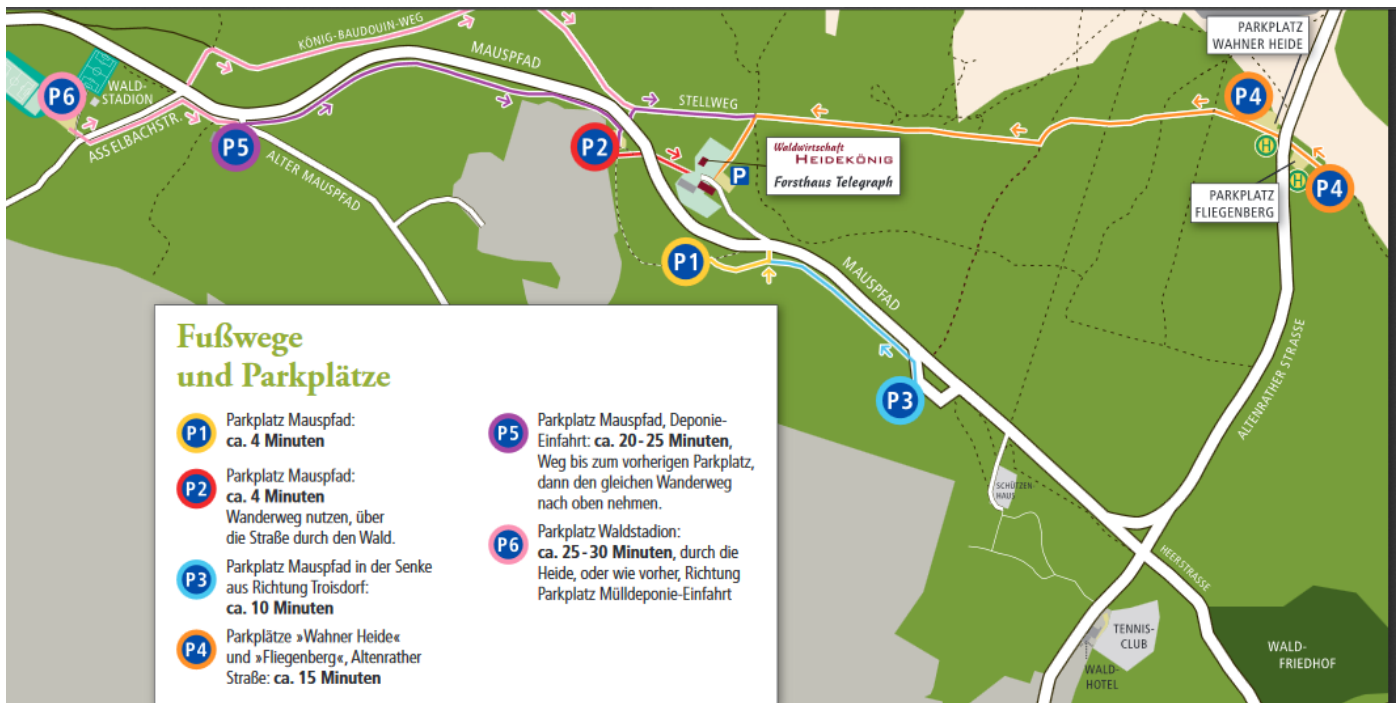 KÖNIG-BAUDOUIN-WEG
MAUSPFAD
PARKPLATZ
WAHNER HEIDE
WALD-
STADION
P6
ASSELBACHSTR.
P5
ALTER MAUSPFAD
STELLWEG
P2
Waldwirtschaft
HEIDEKÖNIG
Forsthaus Telegraph
P
P4
H
H
P4
PARKPLATZ
FLIEGENBERG
P1
MAUSPFAD
P3
ALTENRATHER STRASSE
SCHÜTZEN-
HAUS
HEERSTRASSE
TENNIS-
CLUB
WALD-
HOTEL
WALD-
FRIEDHOF
Fußwege
und Parkplätze
P1 Parkplatz Mauspfad:
ca. 4 Minuten
P2 Parkplatz Mauspfad:
ca. 4 Minuten
Wanderweg nutzen, über
die Straße durch den Wald.
P3 Parkplatz Mauspfad in der Senke
aus Richtung Troisdorf:
ca. 10 Minuten
P4 Parkplätze »Wahner Heide«
und »Fliegenberg«, Altenrather
Straße: ca. 15 Minuten
P5 Parkplatz Mauspfad, Deponie-
Einfahrt: ca. 20-25 Minuten,
Weg bis zum vorherigen Parkplatz,
dann den gleichen Wanderweg
nach oben nehmen.
P6 Parkplatz Waldstadion:
ca. 25-30 Minuten, durch die
Heide, oder wie vorher, Richtung
Parkplatz Mülldeponie-Einfahrt